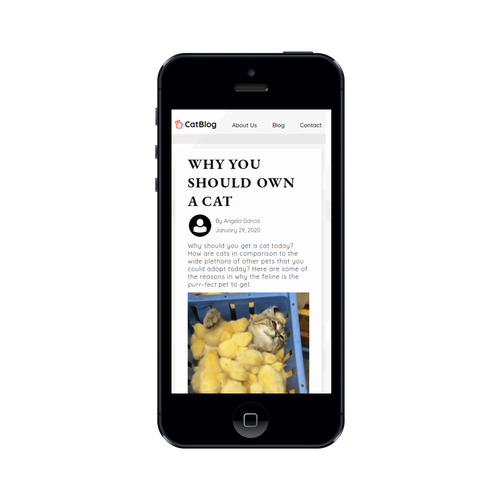 CatBlog About Us Blog Contact
WHY YOU
SHOULD OWN
A CAT
By Angela Garcia
January 29, 2020
Why should you get a cat today?
How are cats in comparison to the
wide plethora of other pets that you
could adopt today? Here are some of
the reasons in why the feline is the
purr-fect pet to get.